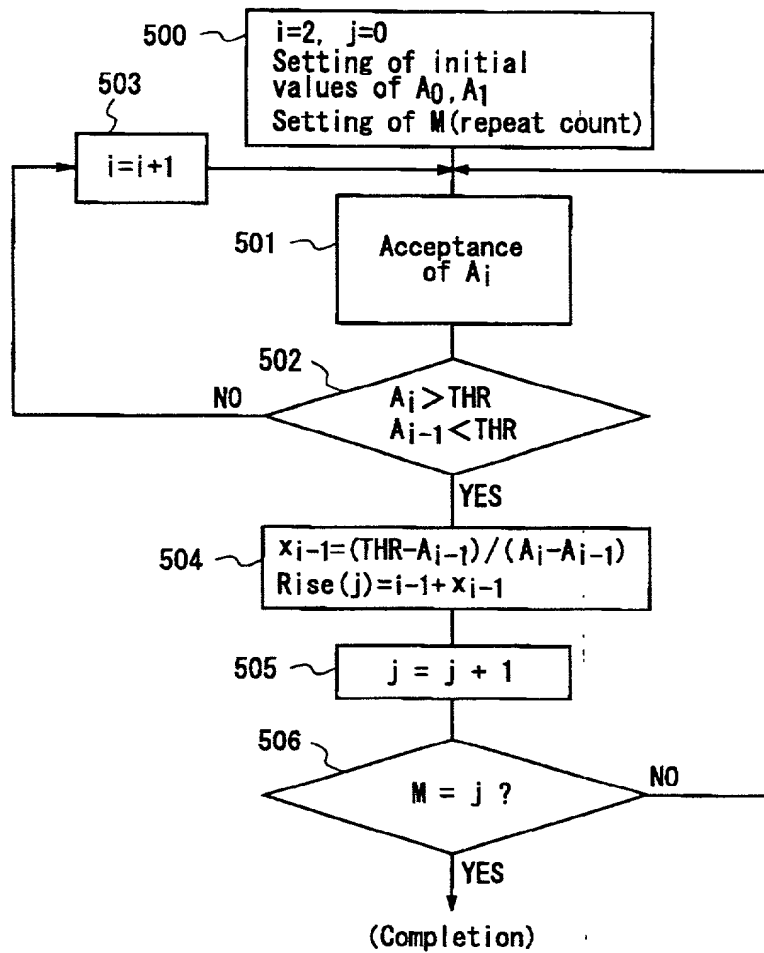 500
i=2, j=0
Setting of initial
values of A0, A1
Setting of M(repeat count)
503
i=i+1
501
Acceptance
of Ai
502
Ai>THR
Ai-1<THR
NO
YES
504
xi-1=(THR-Ai-1)/(Ai-Ai-1)
Rise(j)=i-1+xi-1
505
j = j + 1
506
M = j ?
NO
YES
(Completion)